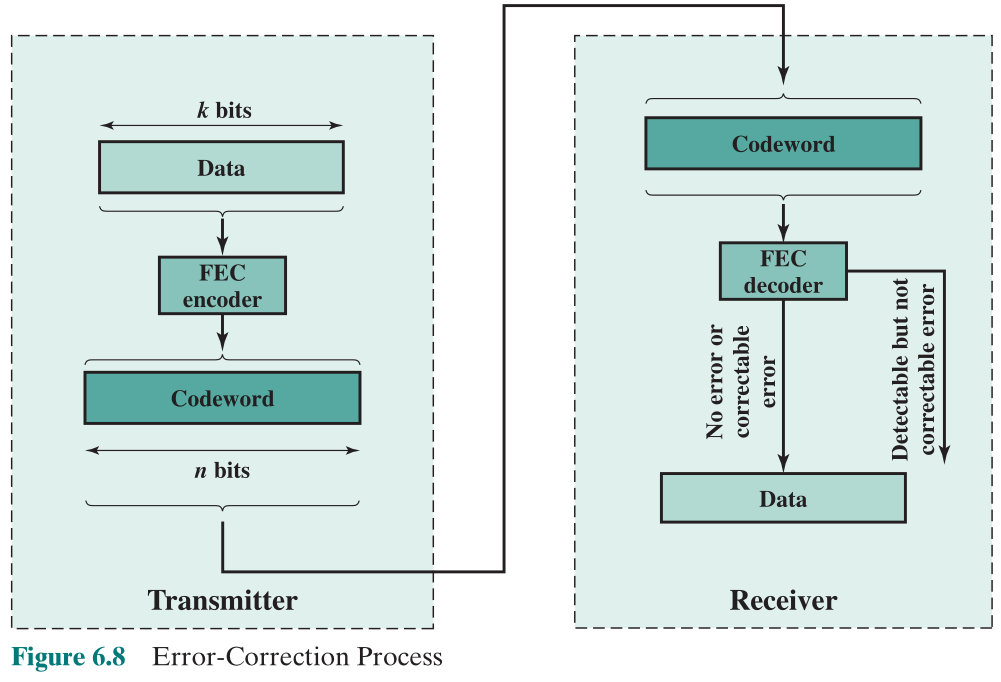 k bits
Data
FEC
encoder
Codeword
n bits
Transmitter
Codeword
FEC
decoder
No error or
correctable
error
Detectable but not
correctable error
Data
Receiver
Figure 6.8 Error-Correction Process